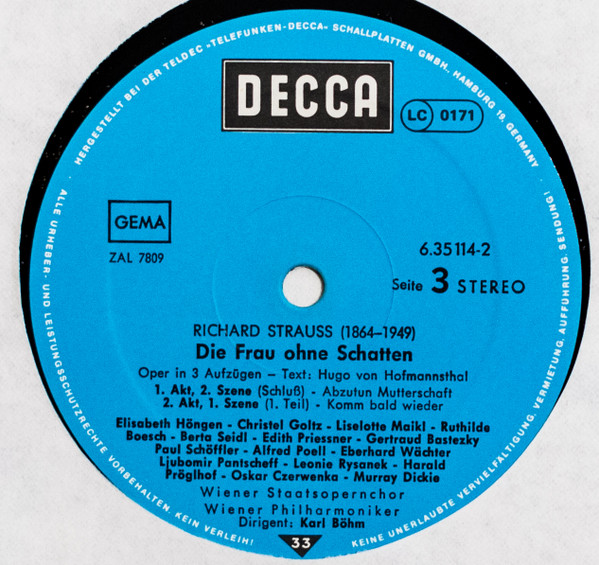 HERGESTELLT BEI DER TELDEC »TELEFUNKEN-DECCA« SCHALLPLATTEN GMBH, HAMBURG 19, GERMANY
DECCA
LC 0171
GEMA
ZAL 7809
6.35114-2
Seite 3 STEREO
RICHARD STRAUSS (1864–1949)
Die Frau ohne Schatten
Oper in 3 Aufzügen – Text: Hugo von Hofmannsthal
1. Akt, 2. Szene (Schluß) - Abzutun Mutterschaft
2. Akt, 1. Szene (1. Teil) - Komm bald wieder
Elisabeth Höngen - Christel Goltz - Liselotte Maikl - Ruthilde
Boesch - Berta Seidl - Edith Priessner - Gertraud Bastezky
Paul Schöffler - Alfred Poell - Eberhard Wächter
Ljubomir Pantscheff - Leonie Rysanek - Harald
Pröglhof - Oskar Czerwenka - Murray Dickie
Wiener Staatsopernchor
Wiener Philharmoniker
Dirigent: Karl Böhm
33
ALLE URHEBER- UND LEISTUNGSSCHUTZRECHTE VORBEHALTEN. KEIN VERLEIH!
KEINE UNERLAUBTE VERVIELFÄLTIGUNG, VERMIETUNG, AUFFÜHRUNG, SENDUNG!